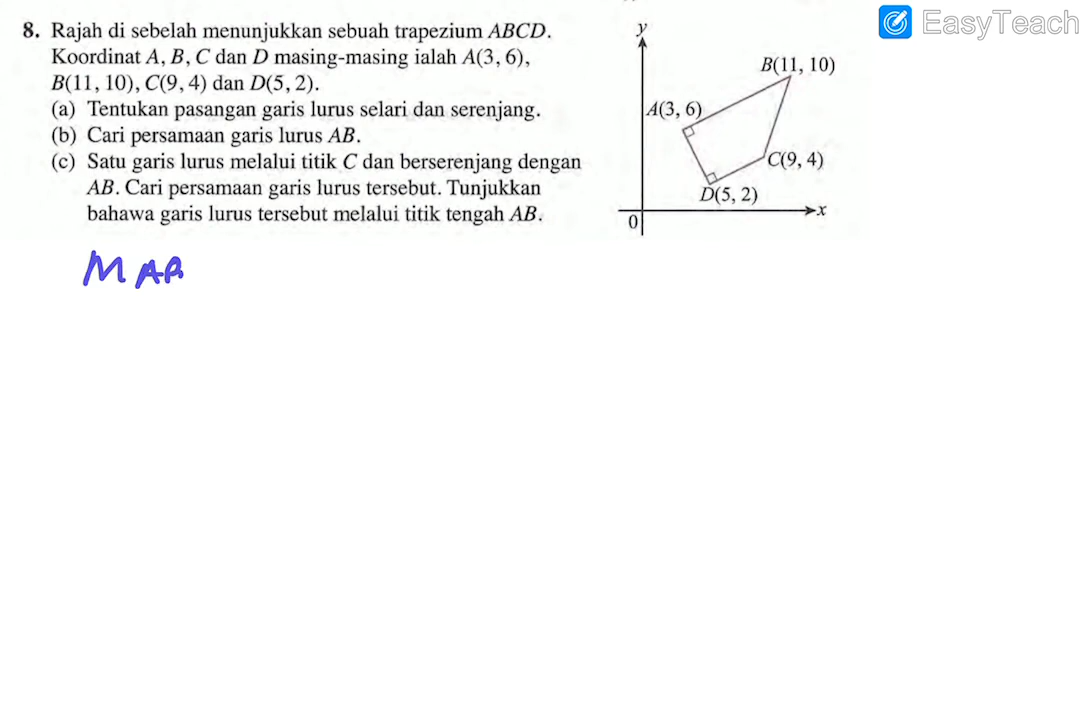 EasyTeach
8. Rajah di sebelah menunjukkan sebuah trapezium ABCD.
Koordinat A, B, C dan D masing-masing ialah A(3, 6),
B(11, 10), C(9, 4) dan D(5, 2).
(a) Tentukan pasangan garis lurus selari dan serenjang.
(b) Cari persamaan garis lurus AB.
(c) Satu garis lurus melalui titik C dan berserenjang dengan
AB. Cari persamaan garis lurus tersebut. Tunjukkan
bahawa garis lurus tersebut melalui titik tengah AB.
y
B(11, 10)
A(3, 6)
C(9, 4)
D(5, 2)
x
0
M AB